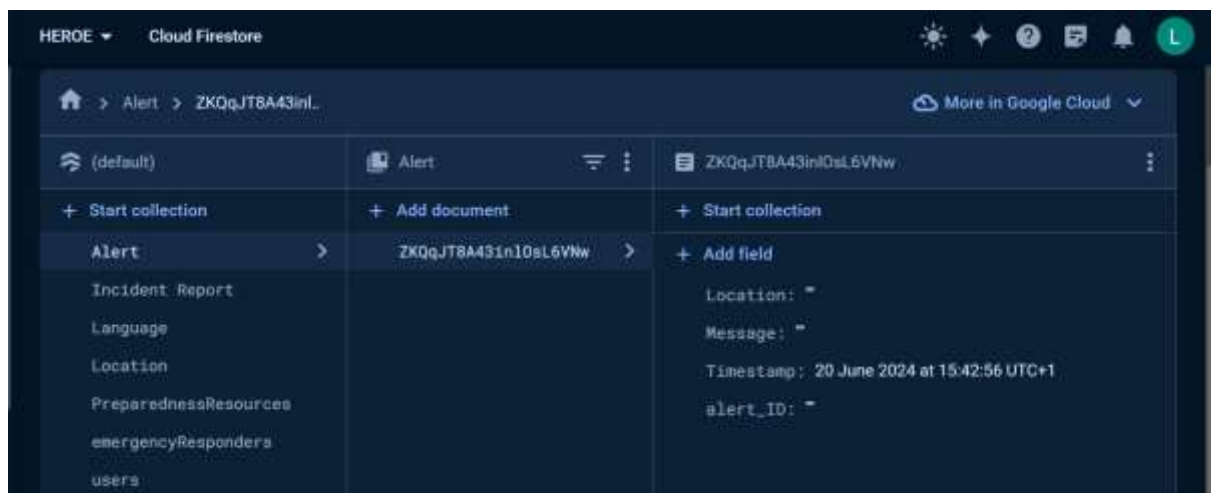 HEROE Cloud Firestore
L
> Alert > ZKQqJT8A43inl..
More in Google Cloud
(default)
Alert
ZKQqJT8A43inlOsL6VNw
+ Start collection
+ Add document
+ Start collection
Alert >
ZKQqJT8A43inlOsL6VNw >
+ Add field
Incident Report
Language
Location
PreparednessResources
emergencyResponders
users
Location: ""
Message: ""
Timestamp: 20 June 2024 at 15:42:56 UTC+1
alert_ID: ""